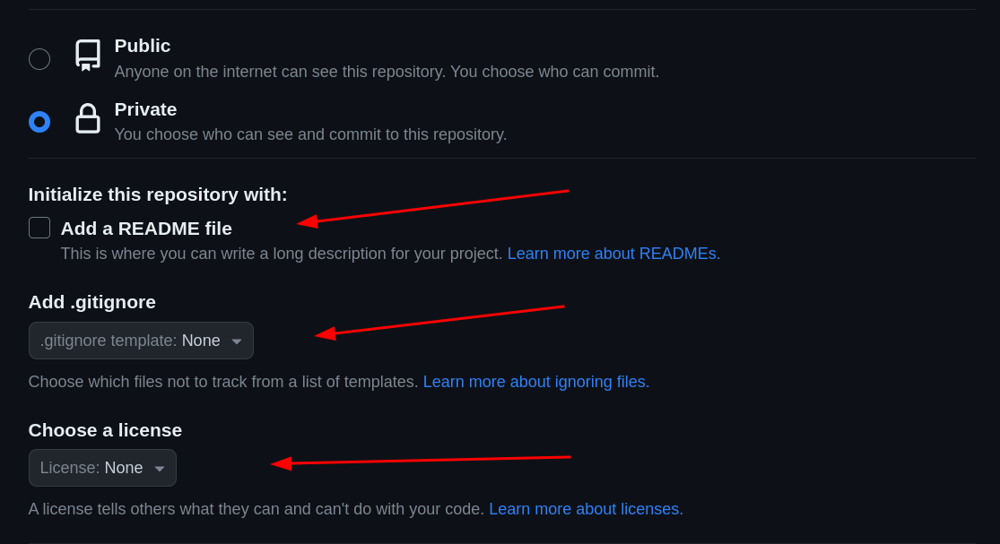 Public
Anyone on the internet can see this repository. You choose who can commit.
Private
You choose who can see and commit to this repository.
Initialize this repository with:
Add a README file
This is where you can write a long description for your project. Learn more about READMEs.
Add .gitignore
.gitignore template: None
Choose which files not to track from a list of templates. Learn more about ignoring files.
Choose a license
License: None
A license tells others what they can and can't do with your code. Learn more about licenses.